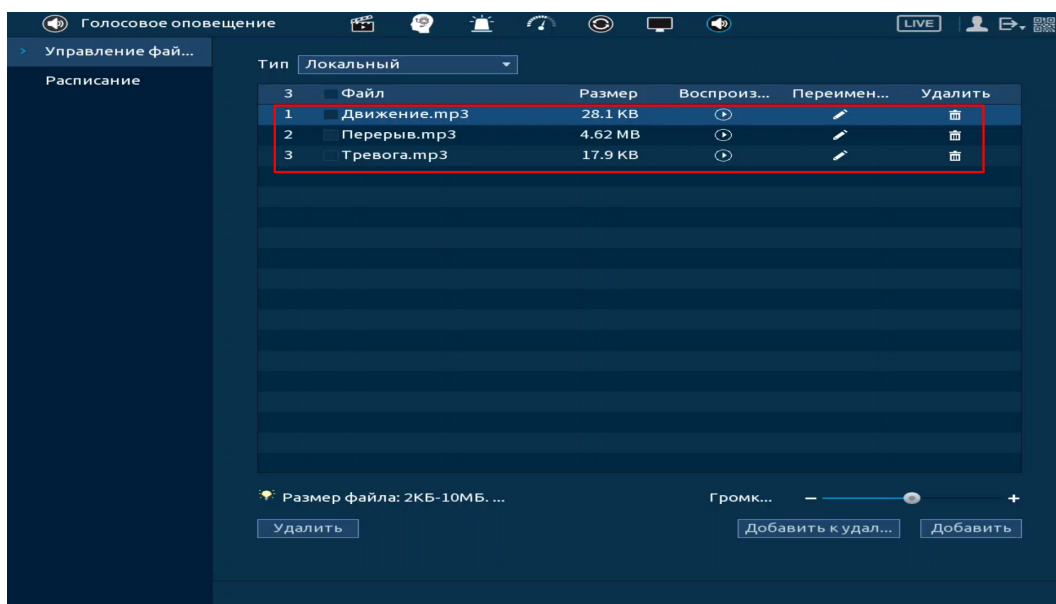 Голосовое оповещение LIVE
Управление фай...
Расписание
Тип Локальный
3 Файл Размер Воспроиз... Переимен... Удалить
1 Движение.mp3 28.1 KB
2 Перерыв.mp3 4.62 MB
3 Тревога.mp3 17.9 KB
Размер файла: 2КБ-10МБ. ... Громк...
Удалить Добавить к удал... Добавить